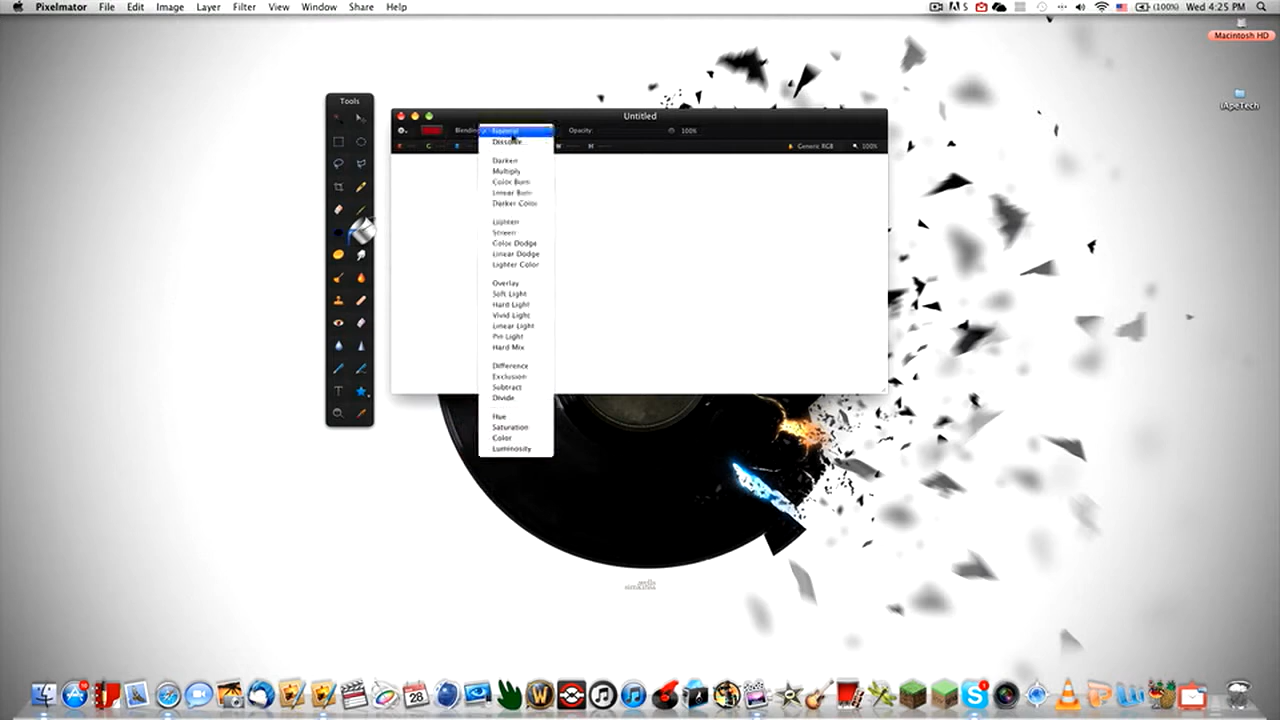 Pixelmator File Edit Image Layer Filter View Window Share Help
5 (100%) Wed 4:25 PM
Macintosh HD
iApeTech
Tools
Untitled
Blending: Normal Opacity: 100%
R G B W H Generic RGB 100%
Dissolve
Darken
Multiply
Color Burn
Linear Burn
Darker Color
Lighten
Screen
Color Dodge
Linear Dodge
Lighter Color
Overlay
Soft Light
Hard Light
Vivid Light
Linear Light
Pin Light
Hard Mix
Difference
Exclusion
Subtract
Divide
Hue
Saturation
Color
Luminosity
28